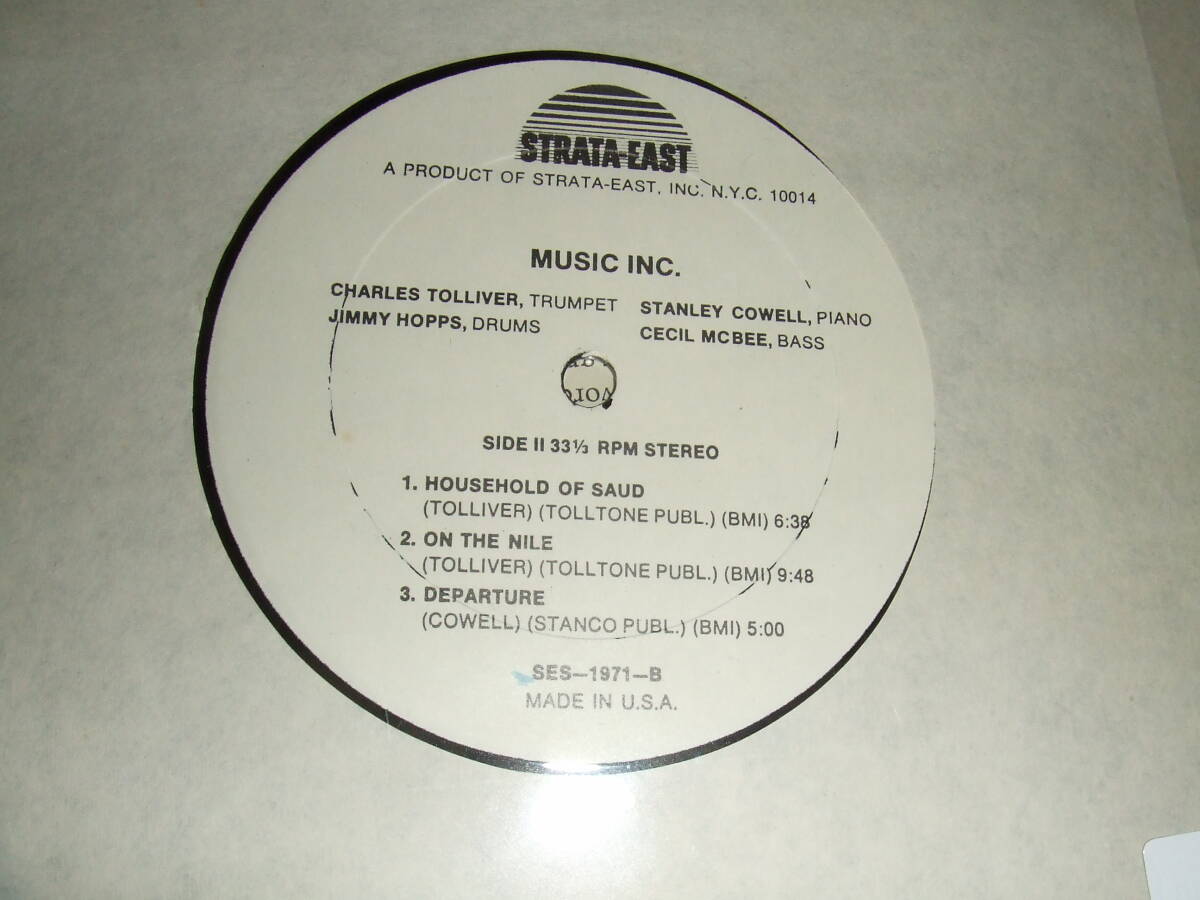 STRATA-EAST
A PRODUCT OF STRATA-EAST, INC. N.Y.C. 10014
MUSIC INC.
CHARLES TOLLIVER, TRUMPET STANLEY COWELL, PIANO
JIMMY HOPPS, DRUMS CECIL MCBEE, BASS
SIDE II 33⅓ RPM STEREO
1. HOUSEHOLD OF SAUD
(TOLLIVER) (TOLLTONE PUBL.) (BMI) 6:38
2. ON THE NILE
(TOLLIVER) (TOLLTONE PUBL.) (BMI) 9:48
3. DEPARTURE
(COWELL) (STANCO PUBL.) (BMI) 5:00
SES—1971—B
MADE IN U.S.A.